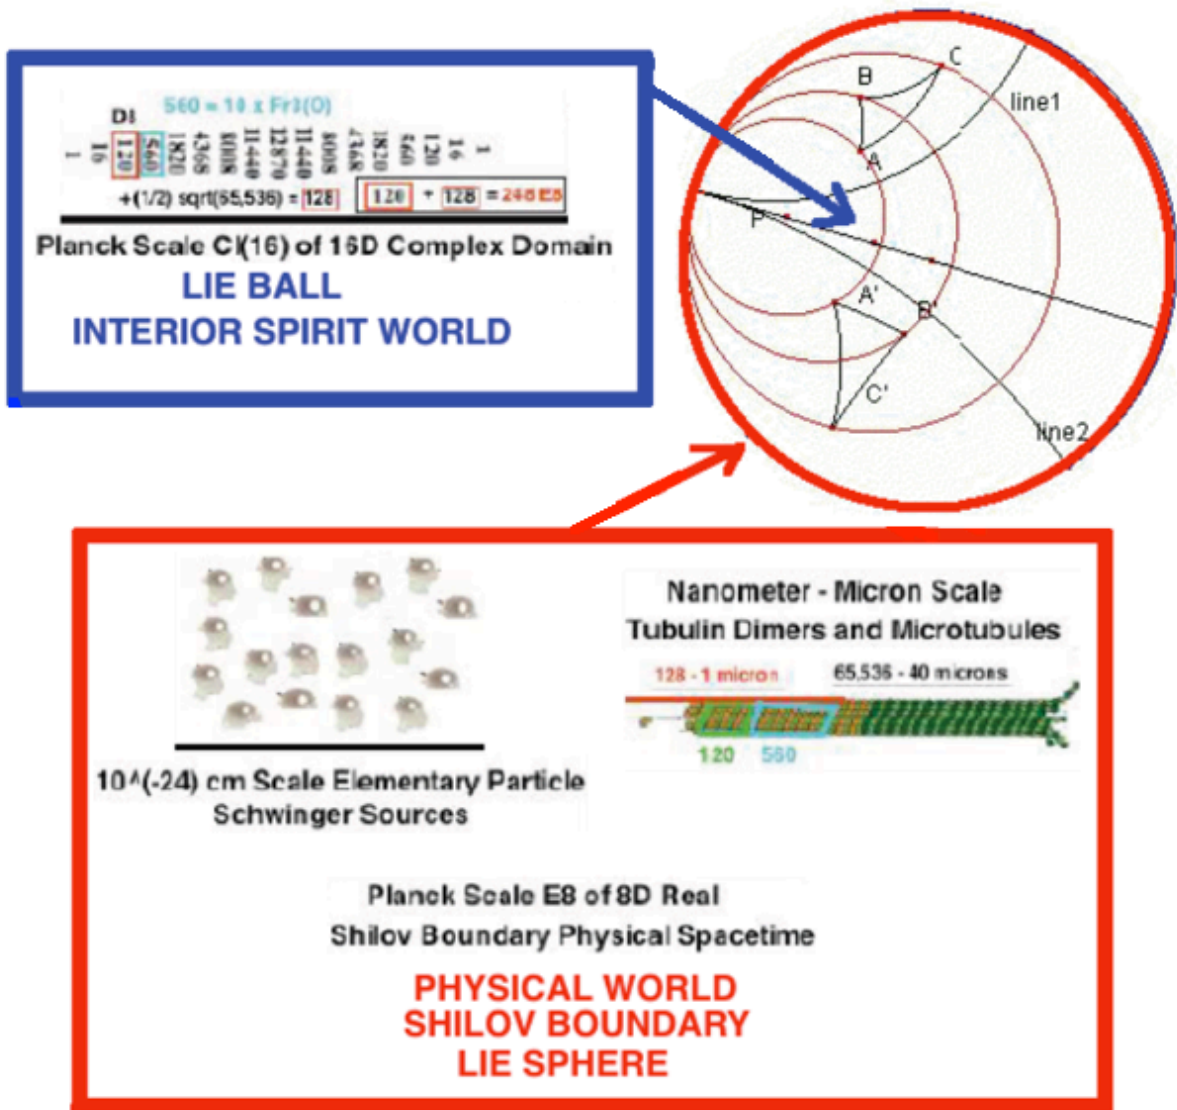 560 = 10 x Fr3(O)
D8
1 16 120 560 1820 4368 8008 11440 12870 11440 8008 4368 1820 560 120 16 1
+(1/2) sqrt(65,536) = 128 120 + 128 = 248 E8
Planck Scale Cl(16) of 16D Complex Domain
LIE BALL
INTERIOR SPIRIT WORLD
C
B
line1
A
P
A'
B'
C'
line2
Nanometer - Micron Scale
Tubulin Dimers and Microtubules
128 - 1 micron 65,536 - 40 microns
120 560
10^(-24) cm Scale Elementary Particle
Schwinger Sources
Planck Scale E8 of 8D Real
Shilov Boundary Physical Spacetime
PHYSICAL WORLD
SHILOV BOUNDARY
LIE SPHERE